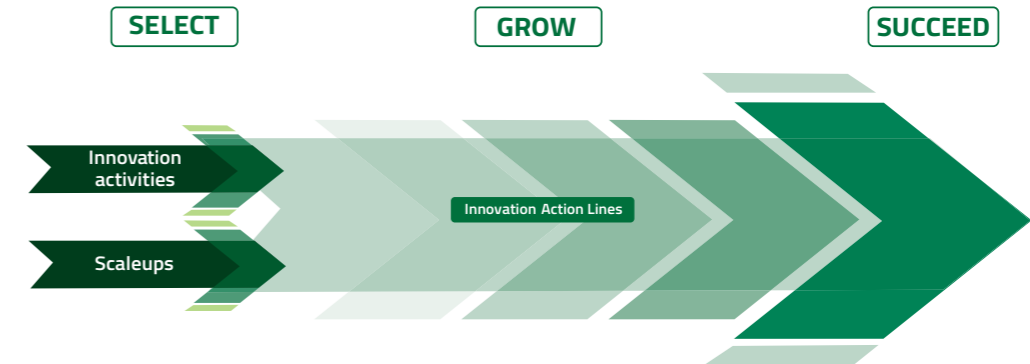 SELECT
GROW
SUCCEED
Innovation
activities
Innovation Action Lines
Scaleups